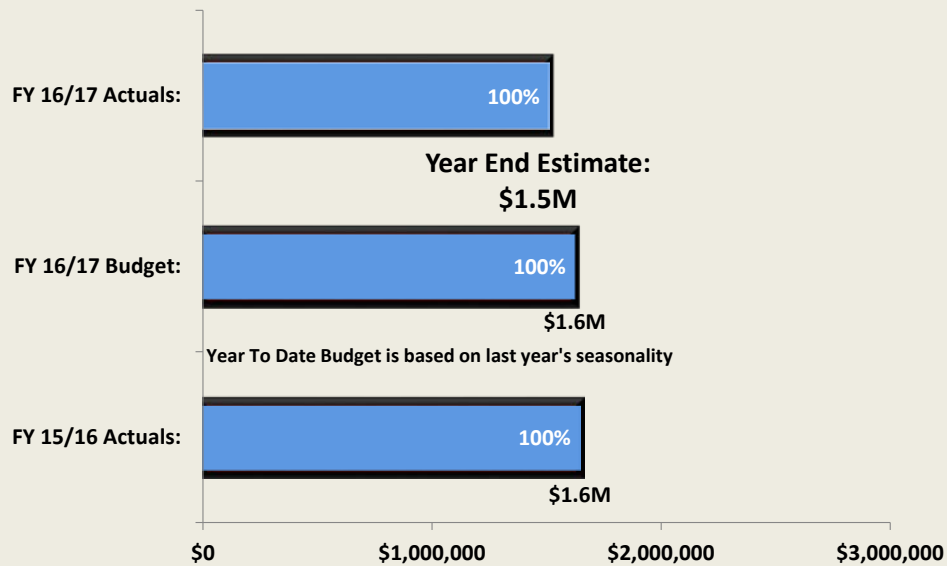 FY 16/17 Actuals:
100%
Year End Estimate:
$1.5M
FY 16/17 Budget:
100%
$1.6M
Year To Date Budget is based on last year's seasonality
FY 15/16 Actuals:
100%
$1.6M
$0
$1,000,000
$2,000,000
$3,000,000